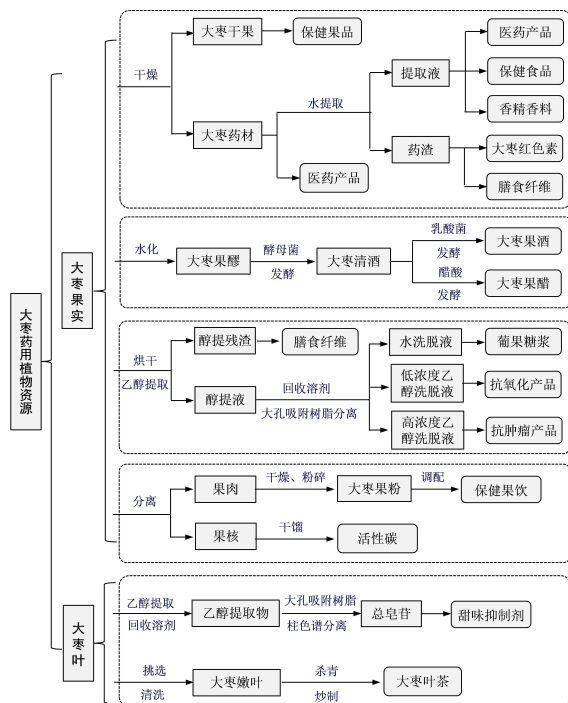 大枣药用植物资源
大枣果实
干燥
大枣干果
保健果品
大枣药材
水提取
医药产品
提取液
医药产品
保健食品
香精香料
药渣
大枣红色素
膳食纤维
水化
大枣果醪
酵母菌
发酵
大枣清酒
乳酸菌
发酵
大枣果酒
醋酸
发酵
大枣果醋
烘干
乙醇提取
醇提残渣
膳食纤维
醇提液
回收溶剂
大孔吸附树脂分离
水洗脱液
葡果糖浆
低浓度乙
醇洗脱液
抗氧化产品
高浓度乙
醇洗脱液
抗肿瘤产品
分离
果肉
干燥、粉碎
大枣果粉
调配
保健果饮
果核
干馏
活性碳
大枣叶
乙醇提取
回收溶剂
乙醇提取物
大孔吸附树脂
柱色谱分离
总皂苷
甜味抑制剂
挑选
清洗
大枣嫩叶
杀青
炒制
大枣叶茶